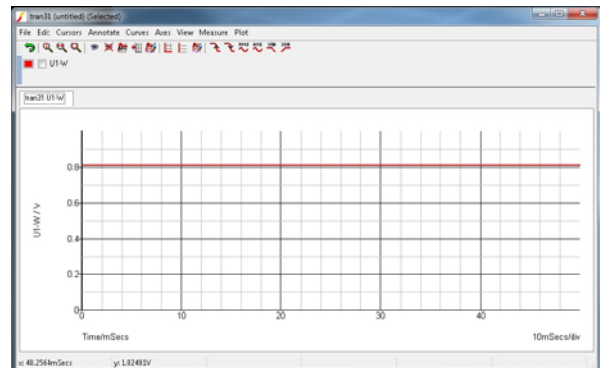 tran31 (untitled) (Selected)
File Edit Cursors Annotate Curves Axes View Measure Plot
U1-W
tran31 U1-W
0.8
0.6
0.4
0.2
0
U1-W / V
0 10 20 30 40
Time/mSecs 10mSecs/div
x: 48.2564mSecs y: 1.02491V